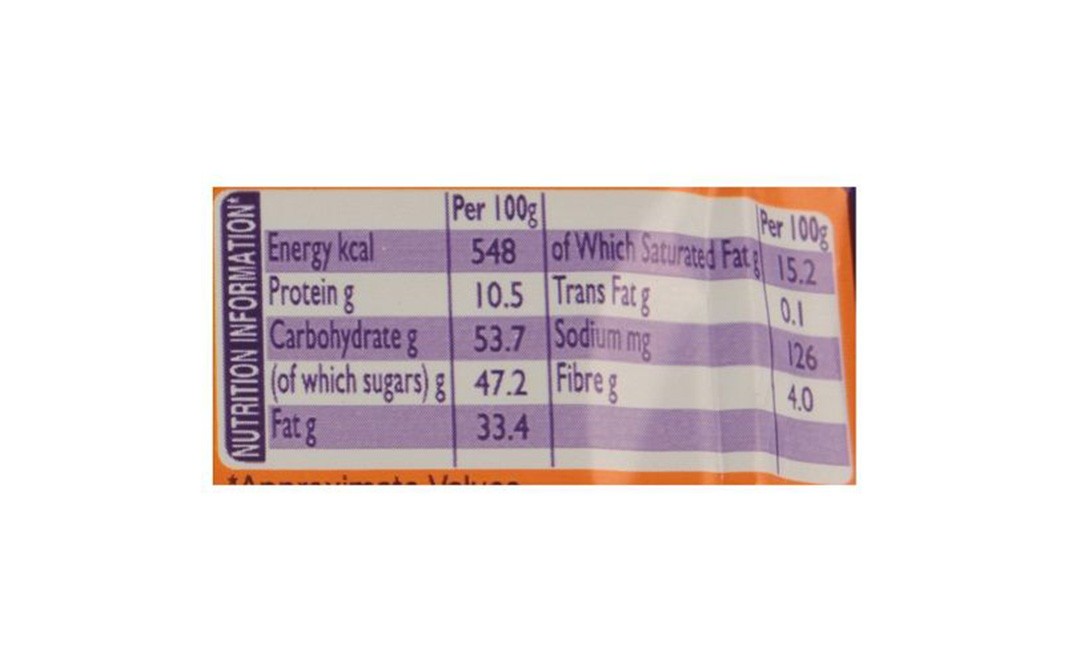 NUTRITION INFORMATION*
Per 100g Per 100g
Energy kcal 548 of Which Saturated Fat g 15.2
Protein g 10.5 Trans Fat g 0.1
Carbohydrate g 53.7 Sodium mg 126
(of which sugars) g 47.2 Fibre g 4.0
Fat g 33.4
*Approximate Values